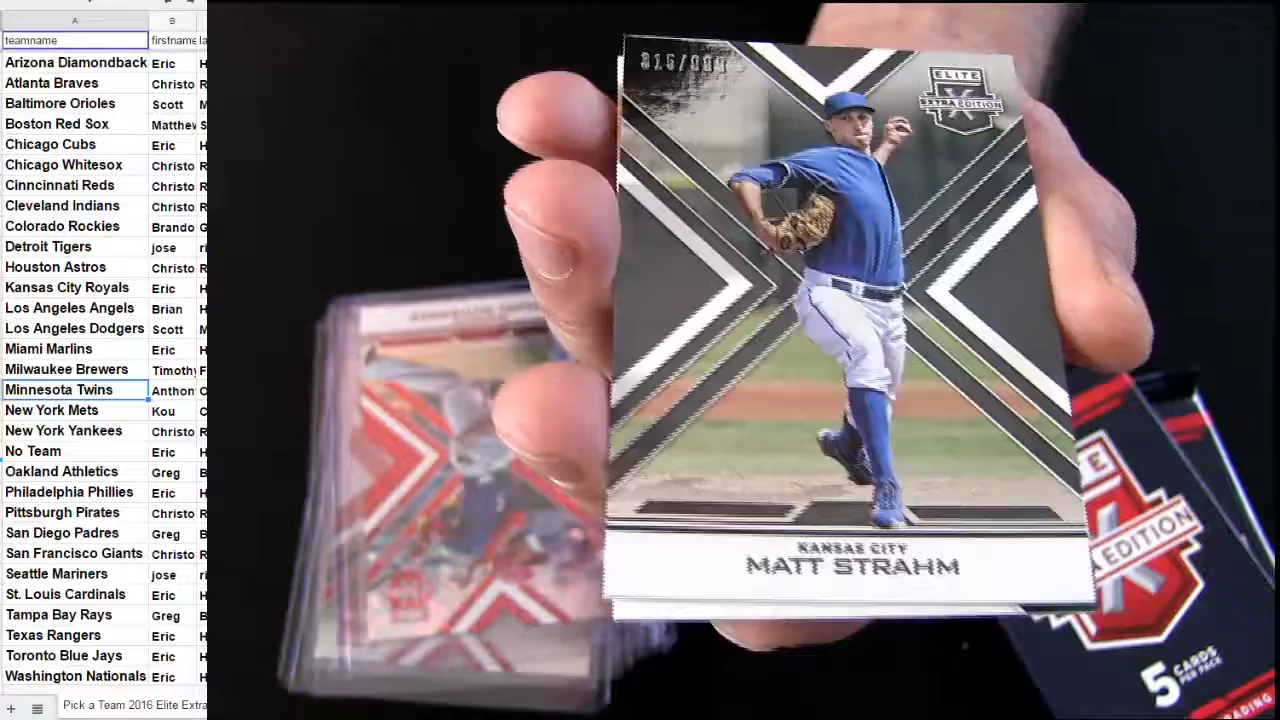 A B
teamname firstname la
Arizona Diamondback Eric H
Atlanta Braves Christo R
Baltimore Orioles Scott M
Boston Red Sox Matthew S
Chicago Cubs Eric H
Chicago Whitesox Christo R
Cinncinnati Reds Christo R
Cleveland Indians Christo R
Colorado Rockies Brando G
Detroit Tigers jose ri
Houston Astros Christo R
Kansas City Royals Eric H
Los Angeles Angels Brian H
Los Angeles Dodgers Scott M
Miami Marlins Eric H
Milwaukee Brewers Timothy F
Minnesota Twins Anthon C
New York Mets Kou C
New York Yankees Christo R
No Team Eric H
Oakland Athletics Greg B
Philadelphia Phillies Eric H
Pittsburgh Pirates Christo R
San Diego Padres Greg B
San Francisco Giants Christo R
Seattle Mariners jose ri
St. Louis Cardinals Eric H
Tampa Bay Rays Greg B
Texas Rangers Eric H
Toronto Blue Jays Eric H
Washington Nationals Eric H
Pick a Team 2016 Elite Extra
ELITE
EXTRA EDITION
KANSAS CITY
MATT STRAHM
EDITION
5 CARDS
PER PACK